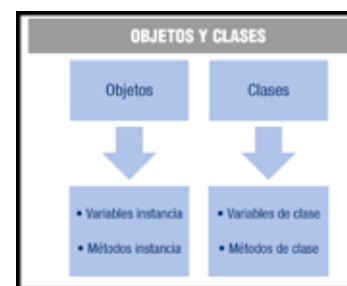 OBJETOS Y CLASES
Objetos
Clases
• Variables instancia
• Métodos instancia
• Variables de clase
• Métodos de clase